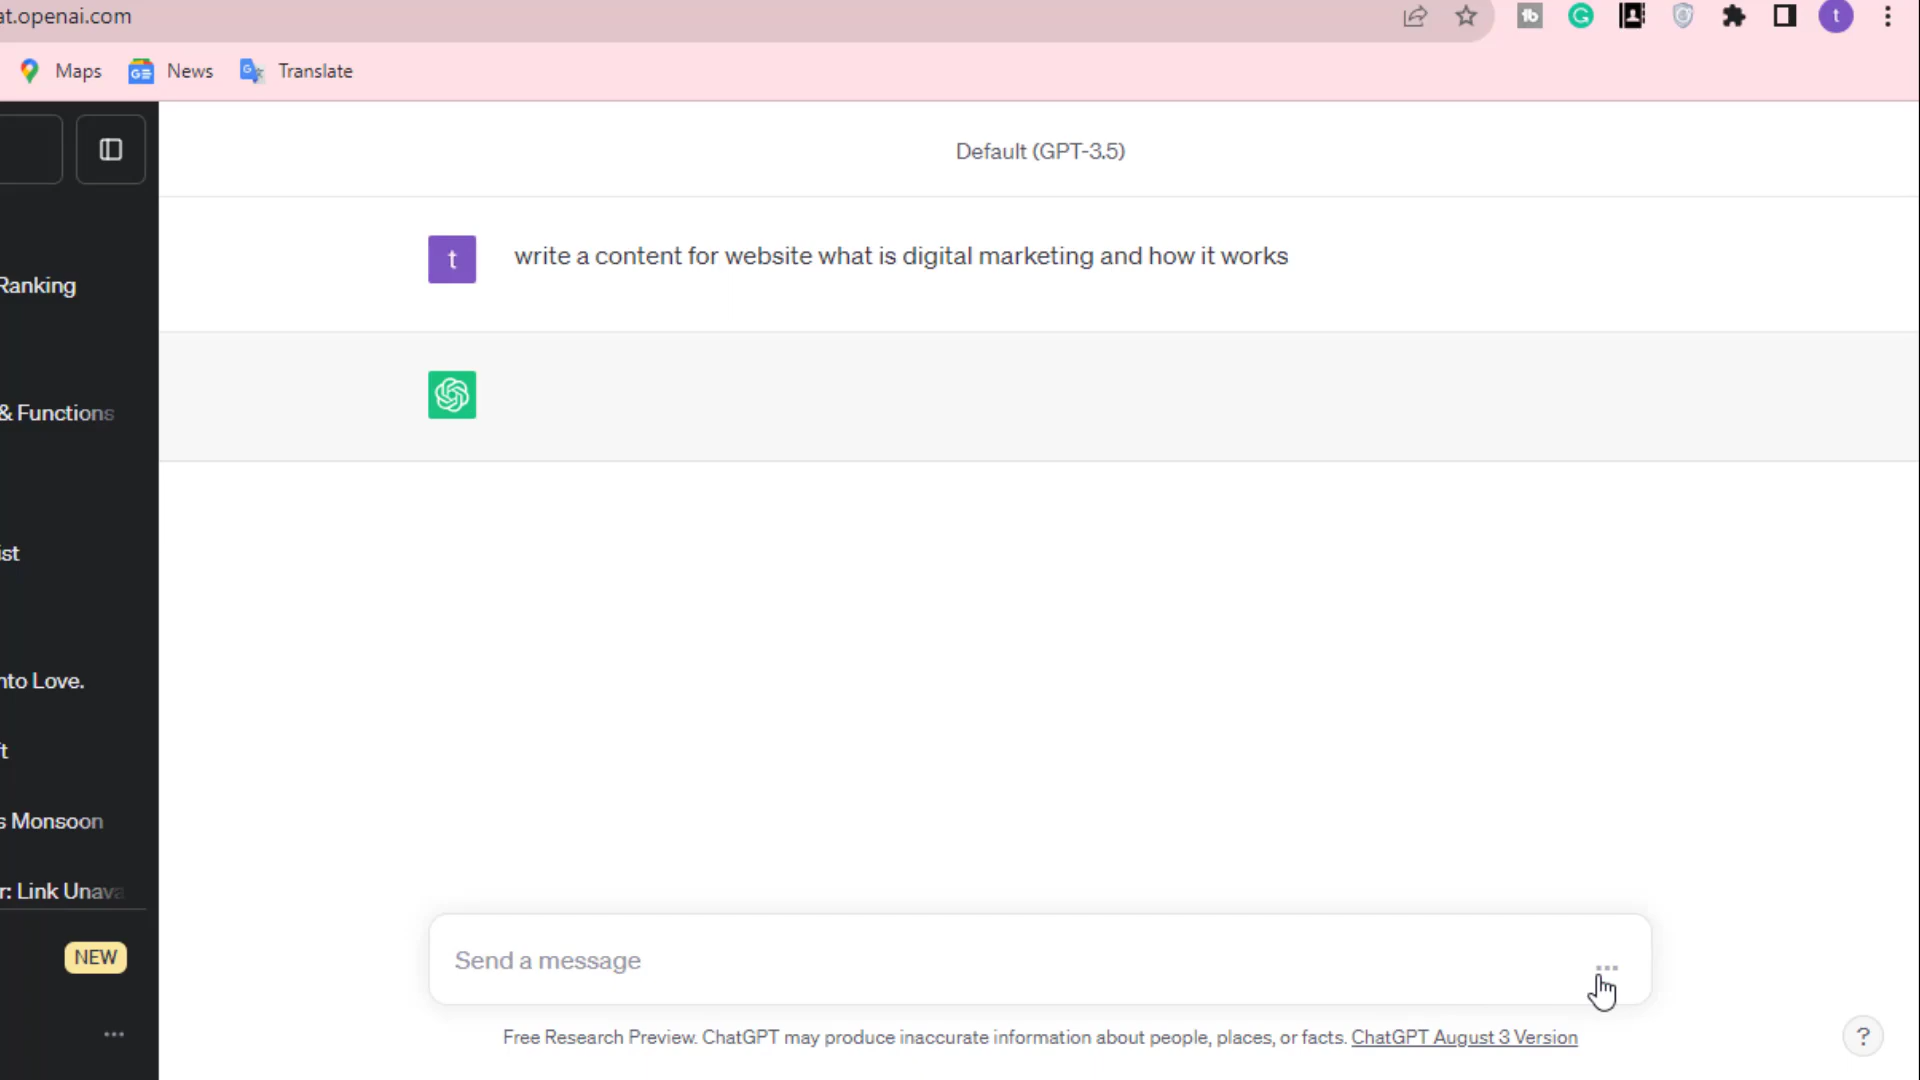 at.openai.com
Maps
News
Translate
Default (GPT-3.5)
t
write a content for website what is digital marketing and how it works
Ranking
& Functions
ist
nto Love.
t
s Monsoon
r: Link Unava
NEW
Send a message
Free Research Preview. ChatGPT may produce inaccurate information about people, places, or facts. ChatGPT August 3 Version
?